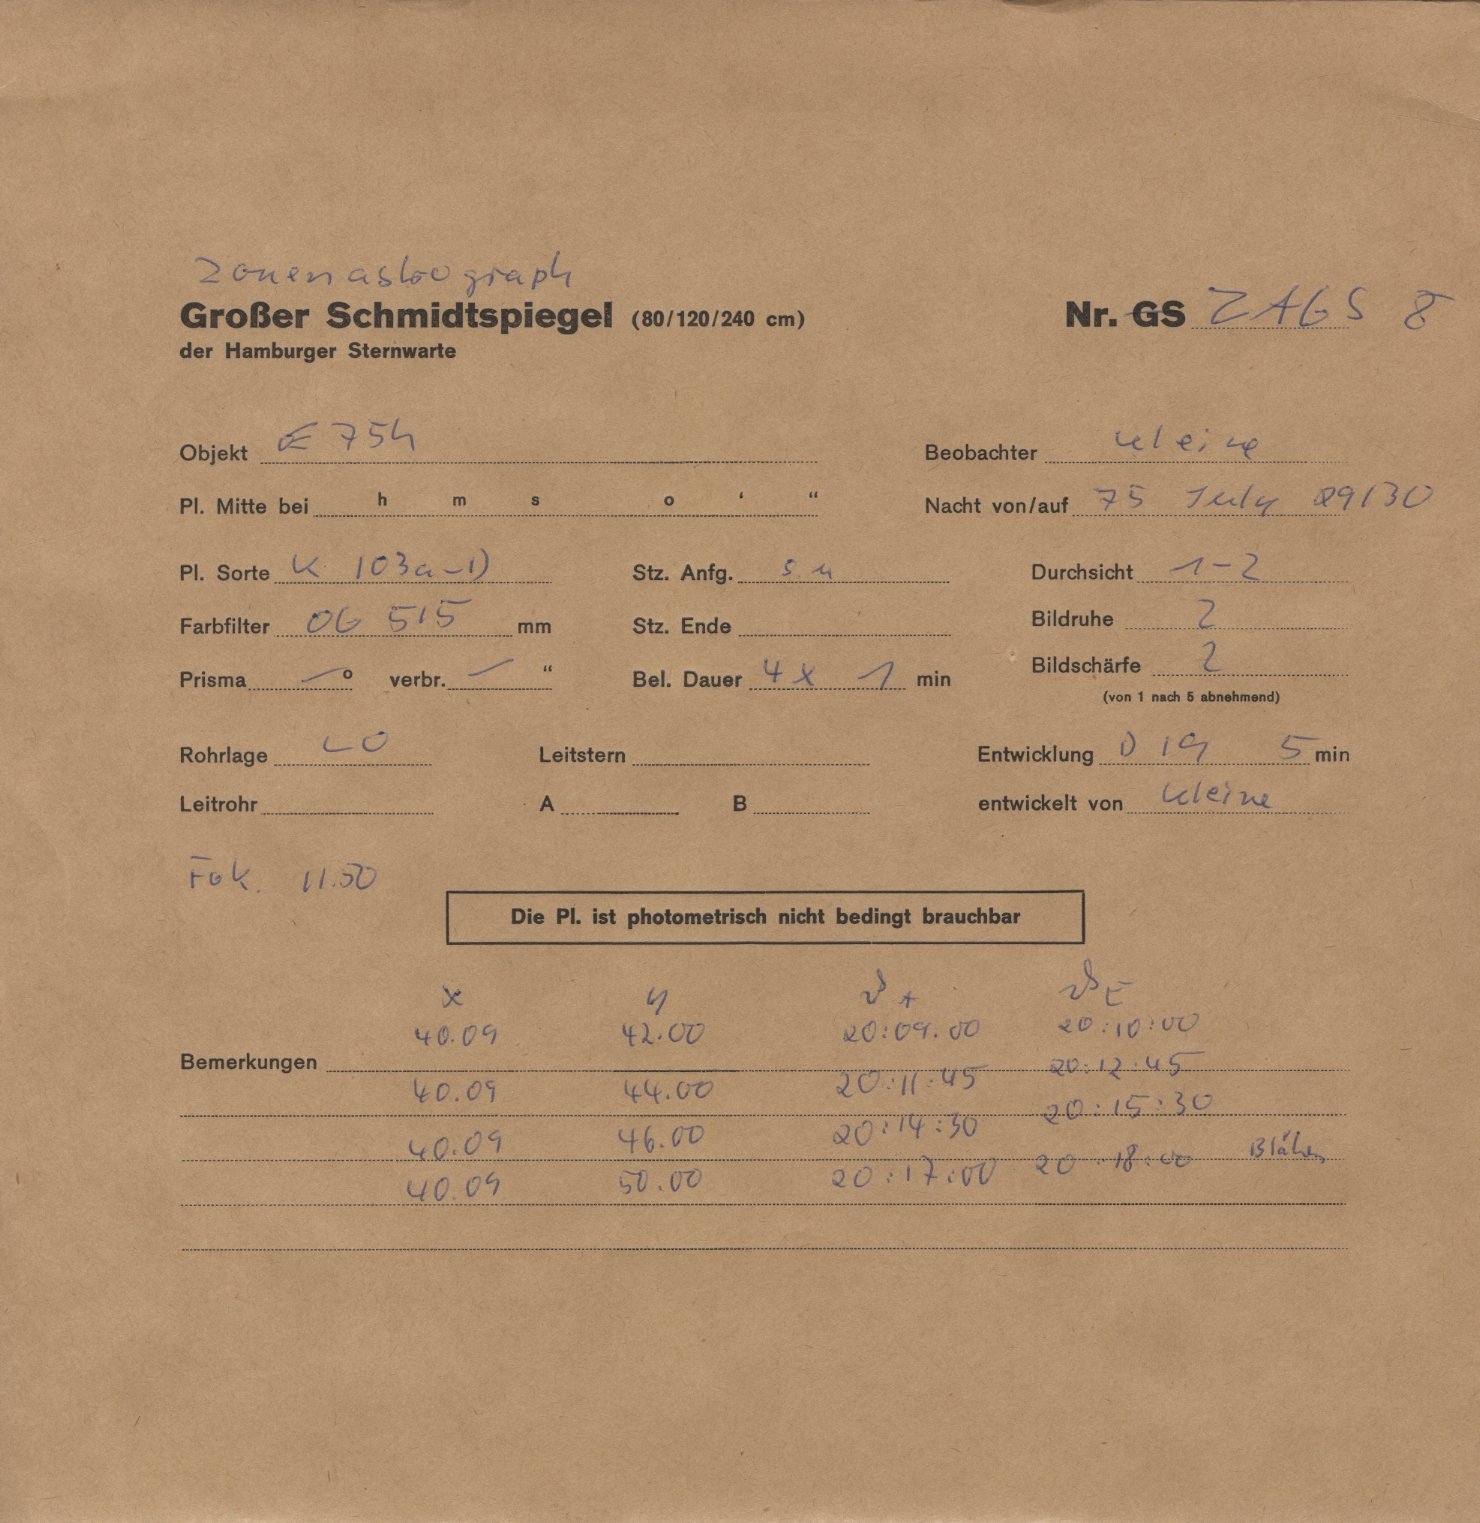 Zonenastrograph
Großer Schmidtspiegel (80/120/240 cm) Nr. GS ZAGS 8
der Hamburger Sternwarte
Objekt E 75h Beobachter Kleine
Pl. Mitte bei h m s o ‘ “ Nacht von/auf 75 July 29/30
Pl. Sorte K 103a-D Stz. Anfg. s. u Durchsicht 1-2
Farbfilter OG 515 mm Stz. Ende Bildruhe 2
Prisma — o verbr. — “ Bel. Dauer 4 x 1 min Bildschärfe 2
(von 1 nach 5 abnehmend)
Rohrlage LO Leitstern Entwicklung D 19 5 min
Leitrohr A B entwickelt von Kleine
Fok. 11.50
Die Pl. ist photometrisch nicht bedingt brauchbar
x y A E
40.09 42.00 20:09.00 20:10:00
Bemerkungen
40.09 44.00 20:11:45 20:12:45
40.09 46.00 20:14:30 20:15:30
40.09 50.00 20:17:00 20:18:00